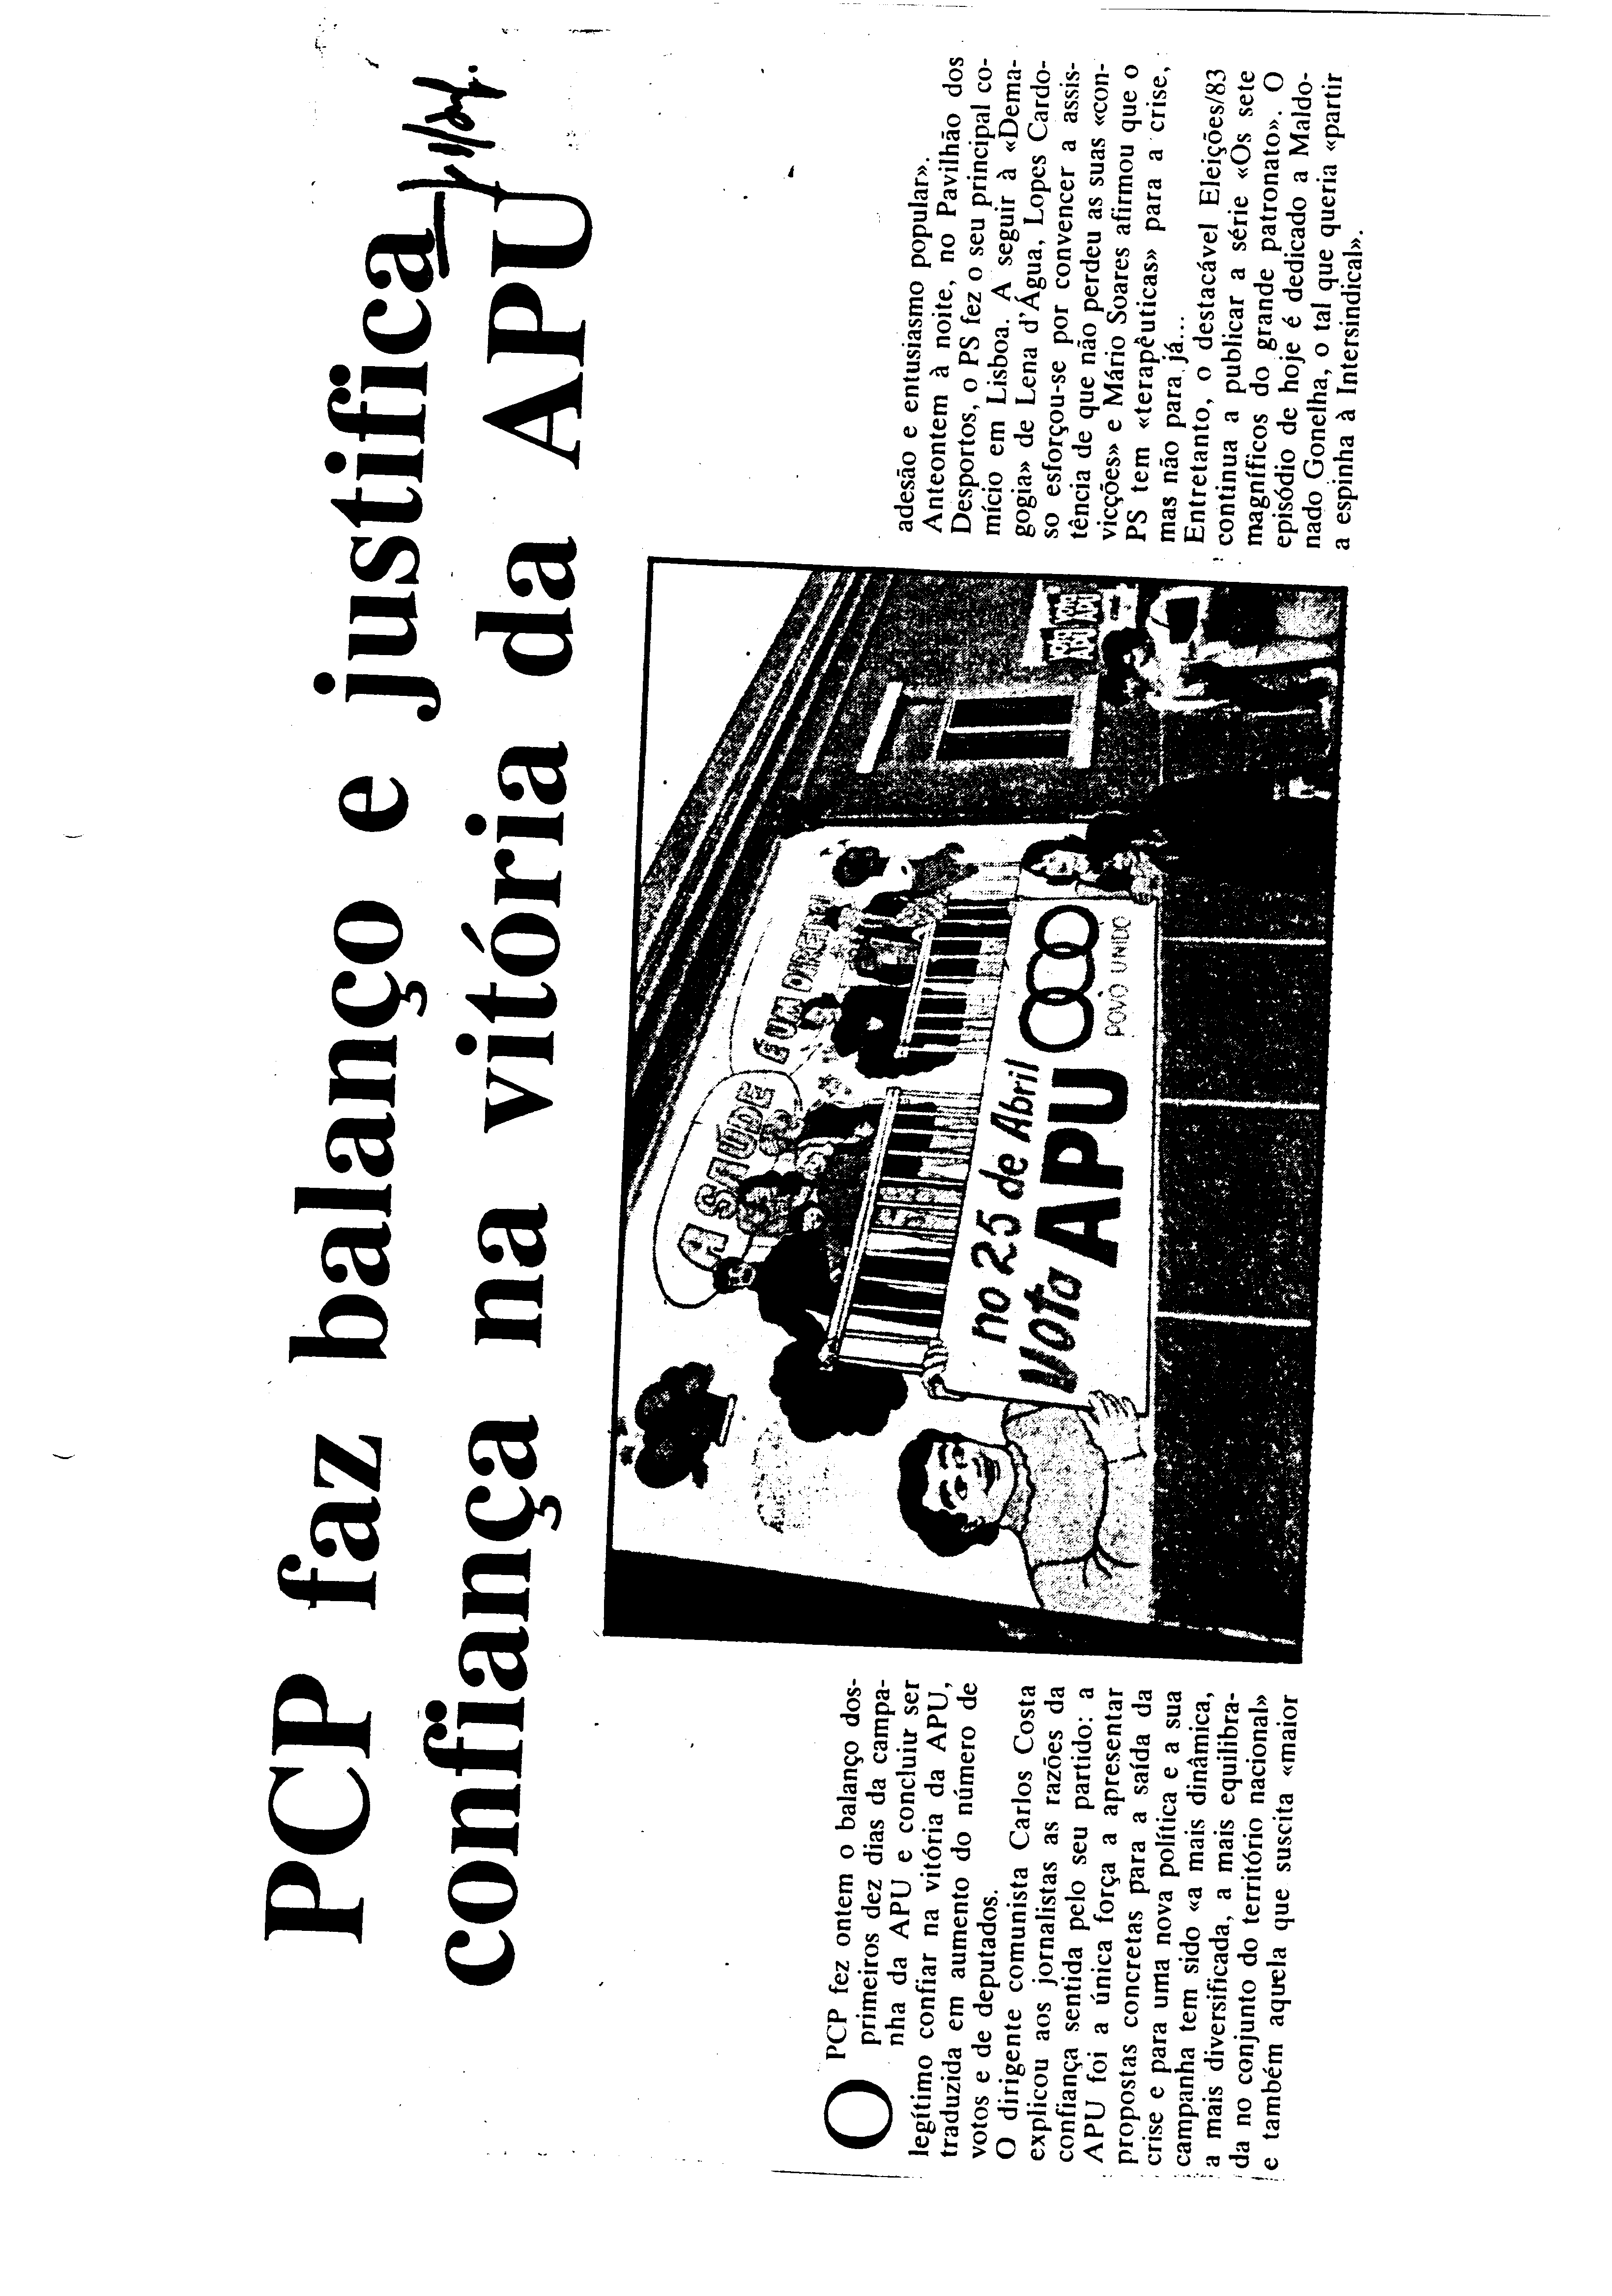 PCP faz balanço e justifica
confiança na vitória da APU
O PCP fez ontem o balanço dos
primeiros dez dias da campa-
nha da APU e concluiu ser
legítimo confiar na vitória da APU,
traduzida em aumento do número de
votos e de deputados.
O dirigente comunista Carlos Costa
explicou aos jornalistas as razões da
confiança sentida pelo seu partido: a
APU foi a única força a apresentar
propostas concretas para a saída da
crise e para uma nova política e a sua
campanha tem sido «a mais dinâmica,
a mais diversificada, a mais equilibra-
da no conjunto do território nacional»
e também aquela que suscita «maior
A SAÚDE
É UM DIREITO
no 25 de Abril
vota APU
POVO UNIDO
APU APU
adesão e entusiasmo popular».
Anteontem à noite, no Pavilhão dos
Desportos, o PS fez o seu principal co-
mício em Lisboa. A seguir à «Dema-
gogia» de Lena d'Água, Lopes Cardo-
so esforçou-se por convencer a assis-
tência de que não perdeu as suas «con-
vicções» e Mário Soares afirmou que o
PS tem «terapêuticas» para a crise,
mas não para já...
Entretanto, o destacável Eleições/83
continua a publicar a série «Os sete
magníficos do grande patronato». O
episódio de hoje é dedicado a Maldo-
nado Gonelha, o tal que queria «partir
a espinha à Intersindical».